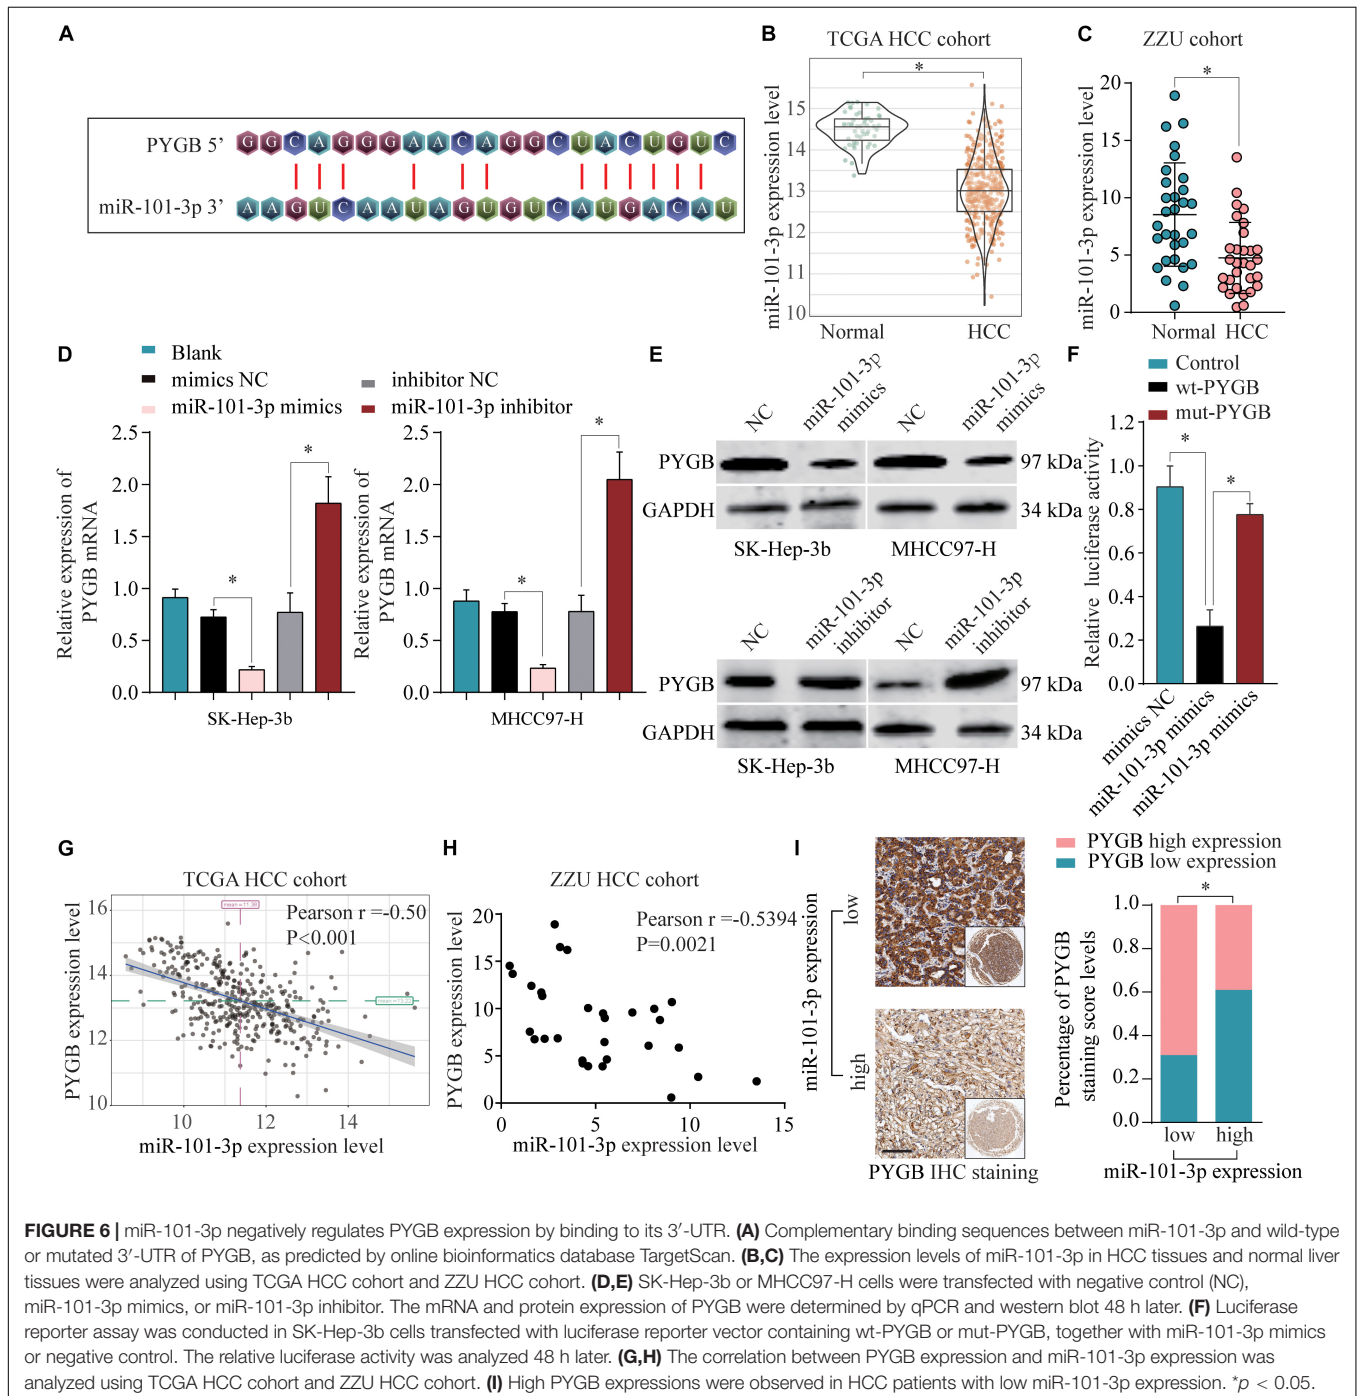 A
PYGB 5’
G G C A G G G A A C A G G C U A C U G U C
miR-101-3p 3’
A A G U C A A U A G U G U C A U G A C A U
B
TCGA HCC cohort
*
miR-101-3p expression level
15
14
13
12
11
10
Normal
HCC
C
ZZU cohort
*
miR-101-3p expression level
20
15
10
5
0
Normal HCC
D
Blank
mimics NC
inhibitor NC
miR-101-3p mimics
miR-101-3p inhibitor
Relative expression of
PYGB mRNA
2.5
2.0
1.5
1.0
0.5
0.0
*
*
SK-Hep-3b
Relative expression of
PYGB mRNA
2.5
2.0
1.5
1.0
0.5
0.0
*
*
MHCC97-H
E
NC
miR-101-3p
mimics
NC
miR-101-3p
mimics
PYGB
97 kDa
GAPDH
34 kDa
SK-Hep-3b
MHCC97-H
NC
miR-101-3p
inhibitor
NC
miR-101-3p
inhibitor
PYGB
97 kDa
GAPDH
34 kDa
SK-Hep-3b
MHCC97-H
F
Control
wt-PYGB
mut-PYGB
Relative luciferase activity
1.2
1.0
0.8
0.6
0.4
0.2
0.0
*
*
mimics NC
miR-101-3p mimics
miR-101-3p mimics
G
TCGA HCC cohort
mean =11.38
Pearson r =-0.50
P<0.001
PYGB expression level
16
14
12
10
10
12
14
miR-101-3p expression level
H
ZZU HCC cohort
Pearson r =-0.5394
P=0.0021
PYGB expression level
20
15
10
5
0
0
5
10
15
miR-101-3p expression level
I
miR-101-3p expression
low
high
PYGB IHC staining
PYGB high expression
PYGB low expression
*
Percentage of PYGB
staining score levels
1.0
0.8
0.6
0.4
0.2
0.0
low
high
miR-101-3p expression
FIGURE 6 | miR-101-3p negatively regulates PYGB expression by binding to its 3′-UTR. (A) Complementary binding sequences between miR-101-3p and wild-type
or mutated 3′-UTR of PYGB, as predicted by online bioinformatics database TargetScan. (B,C) The expression levels of miR-101-3p in HCC tissues and normal liver
tissues were analyzed using TCGA HCC cohort and ZZU HCC cohort. (D,E) SK-Hep-3b or MHCC97-H cells were transfected with negative control (NC),
miR-101-3p mimics, or miR-101-3p inhibitor. The mRNA and protein expression of PYGB were determined by qPCR and western blot 48 h later. (F) Luciferase
reporter assay was conducted in SK-Hep-3b cells transfected with luciferase reporter vector containing wt-PYGB or mut-PYGB, together with miR-101-3p mimics
or negative control. The relative luciferase activity was analyzed 48 h later. (G,H) The correlation between PYGB expression and miR-101-3p expression was
analyzed using TCGA HCC cohort and ZZU HCC cohort. (I) High PYGB expressions were observed in HCC patients with low miR-101-3p expression. *p < 0.05.